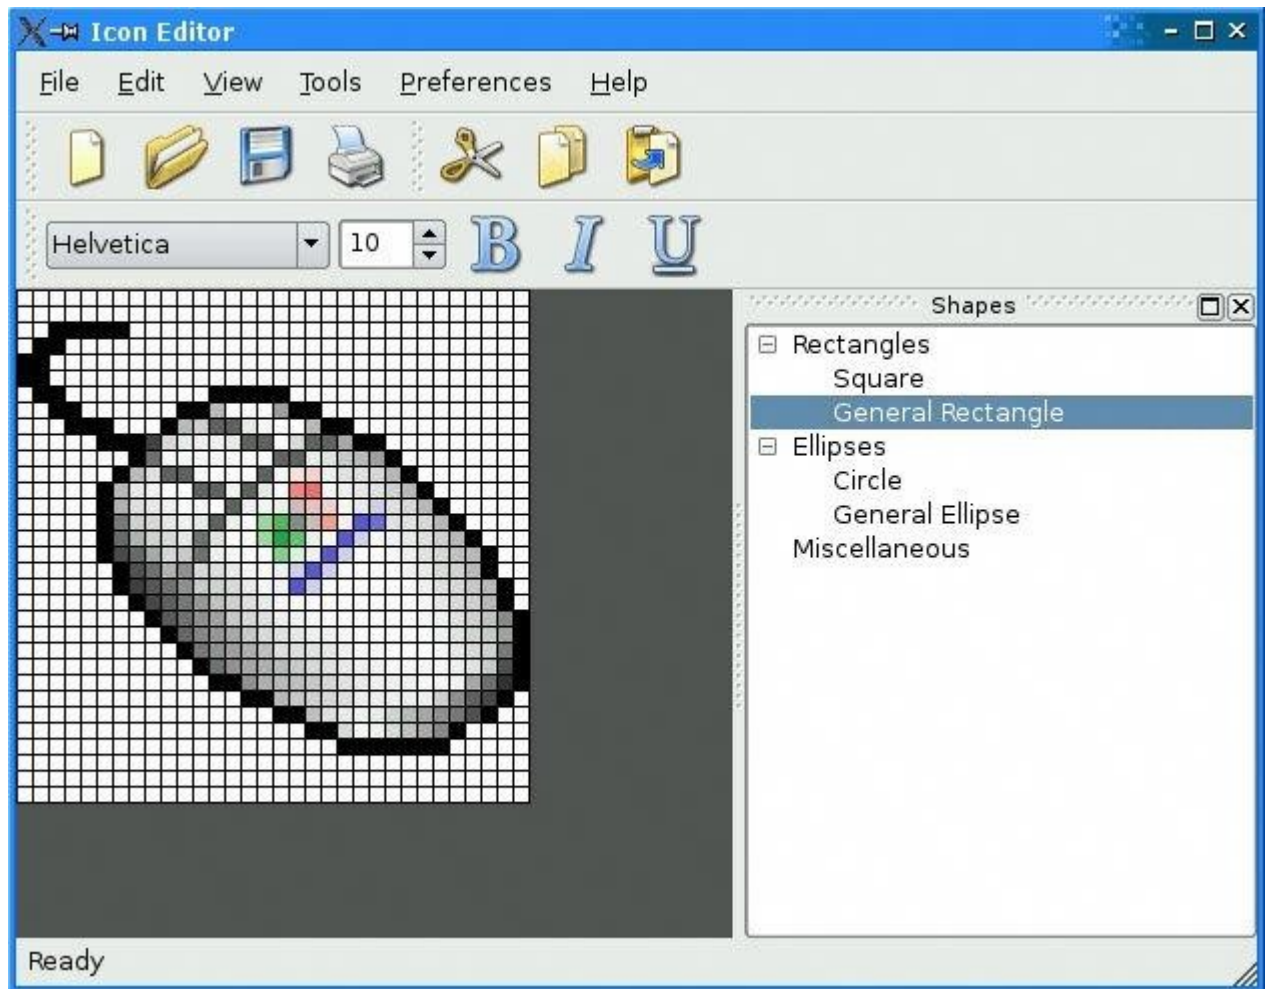 Icon Editor
File Edit View Tools Preferences Help
Helvetica 10 B I U
Shapes
Rectangles
Square
General Rectangle
Ellipses
Circle
General Ellipse
Miscellaneous
Ready